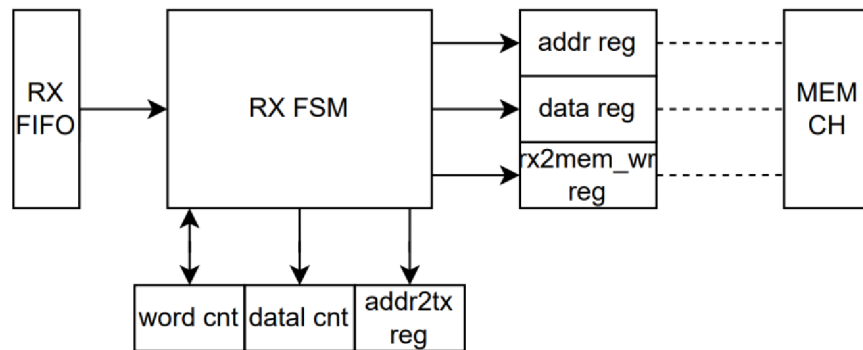 RX
FIFO
RX FSM
addr reg
data reg
rx2mem_wr
reg
MEM
CH
word cnt
datal cnt
addr2tx
reg